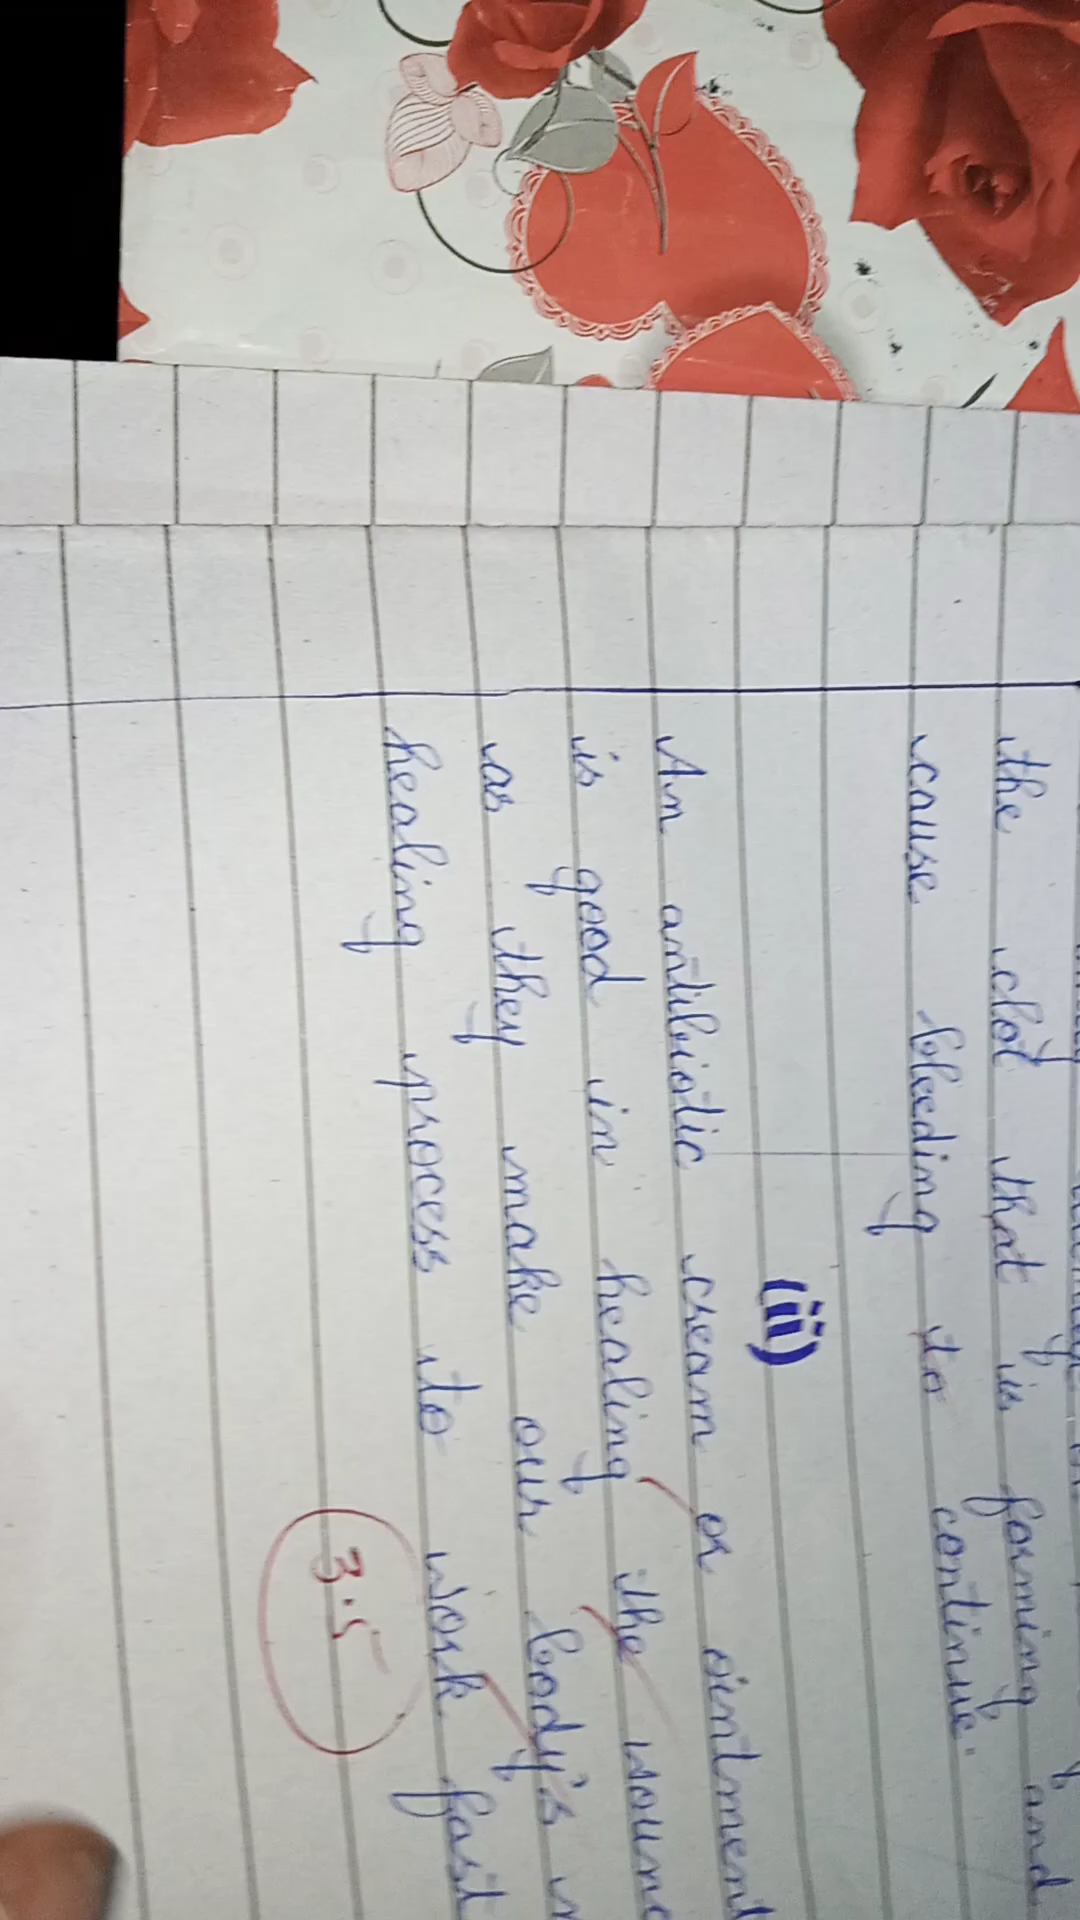 the clot that is forming and
cause bleeding to continue.
(ii)
An antibiotic cream or ointment
is good in healing the
as they make our body's
healing process to work fast
3.5